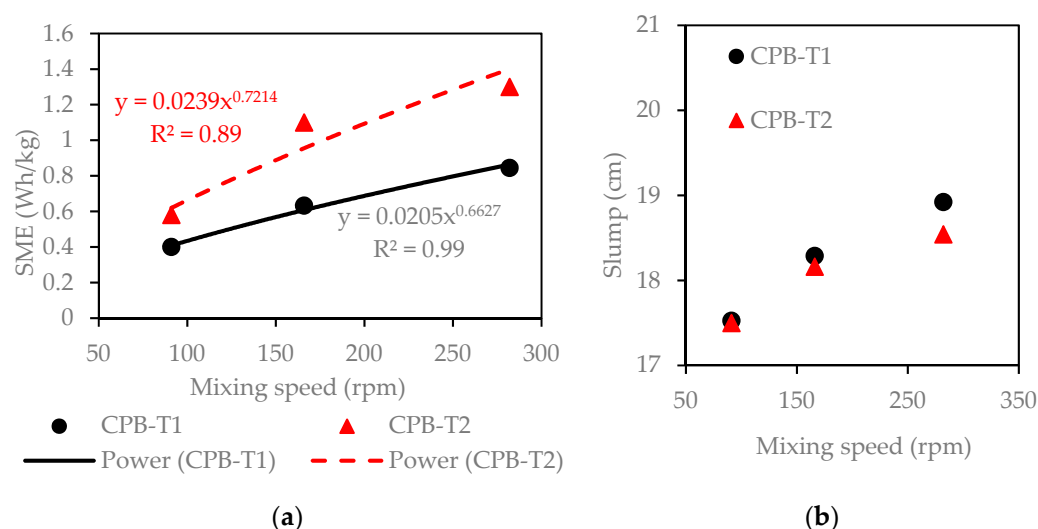 1.6
1.4
1.2
1
0.8
0.6
0.4
0.2
0
SME (Wh/kg)
y = 0.0239x^0.7214
R² = 0.89
y = 0.0205x^0.6627
R² = 0.99
50 100 150 200 250 300
Mixing speed (rpm)
CPB-T1 CPB-T2
Power (CPB-T1) Power (CPB-T2)
(a)
21
20
19
18
17
Slump (cm)
CPB-T1
CPB-T2
50 150 250 350
Mixing speed (rpm)
(b)